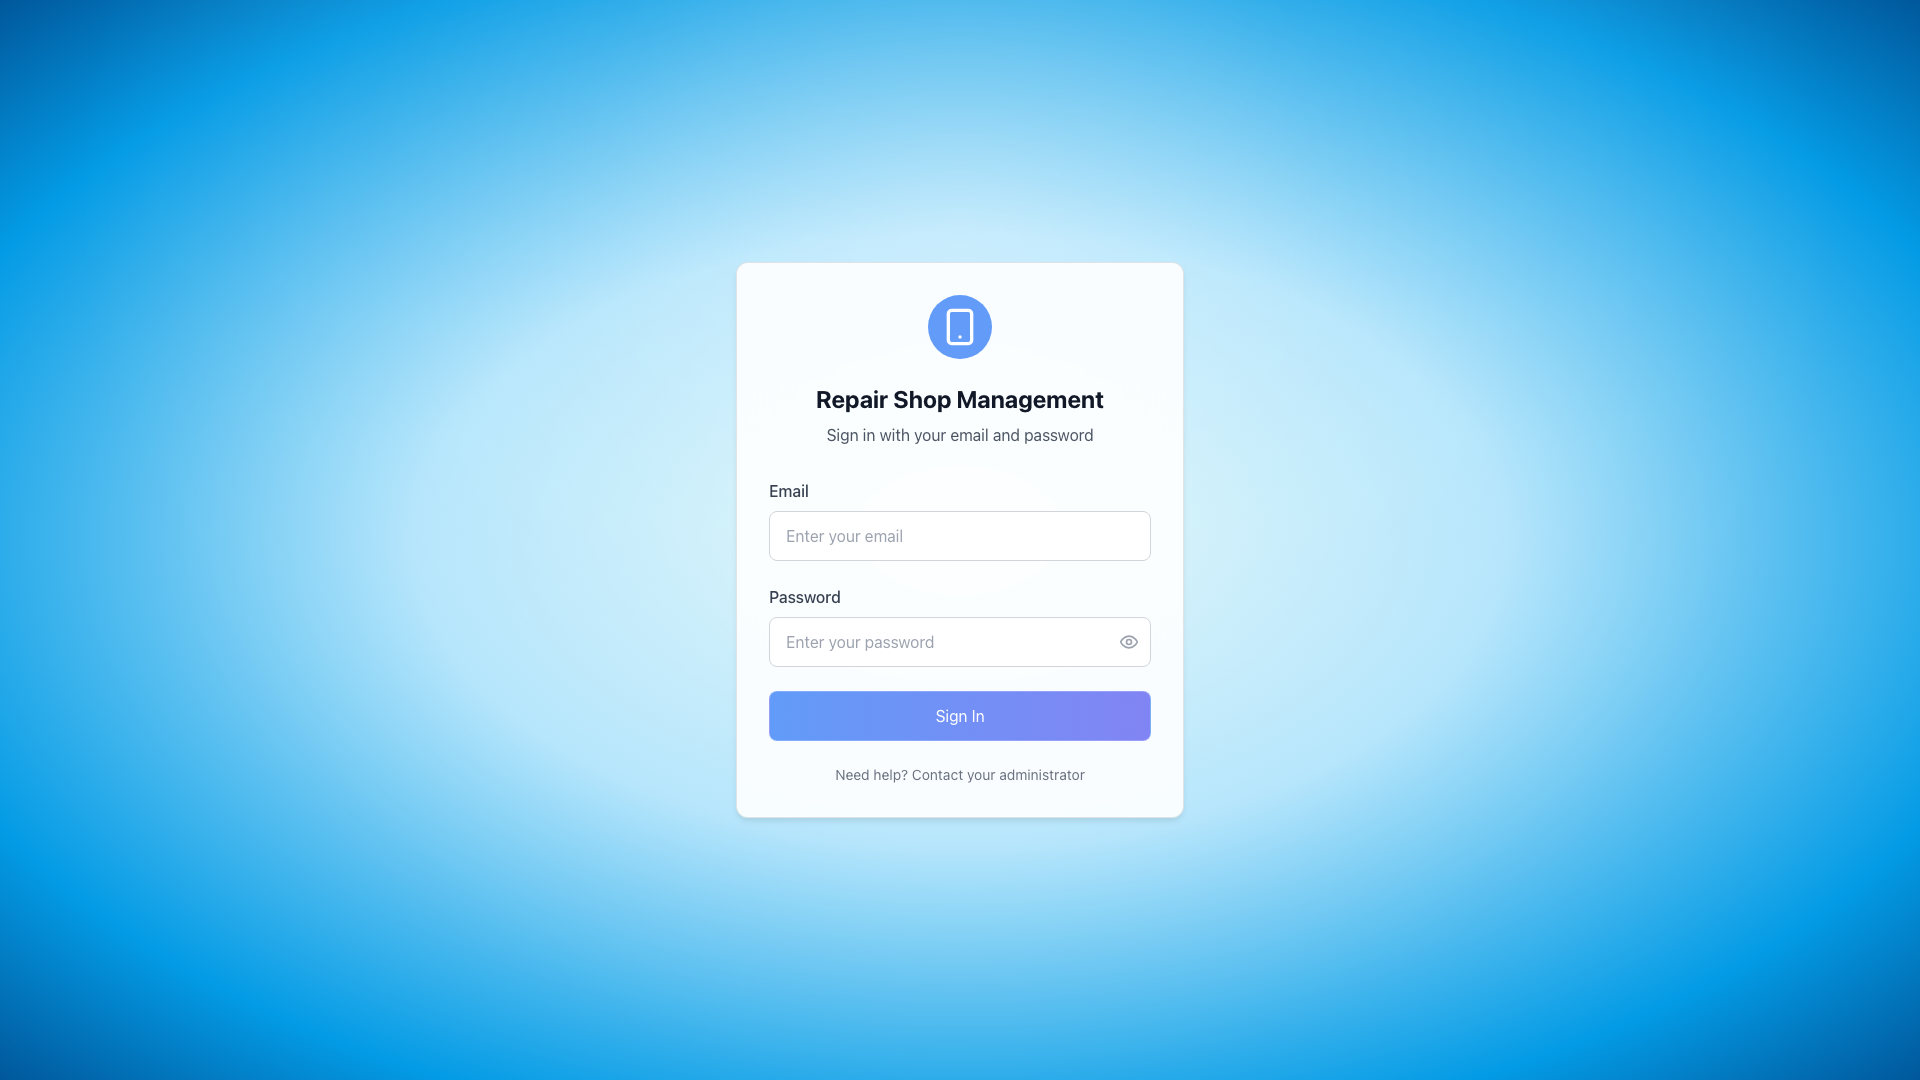 Repair Shop Management
Sign in with your email and password
Email
Enter your email
Password
Enter your password
Sign In
Need help? Contact your administrator